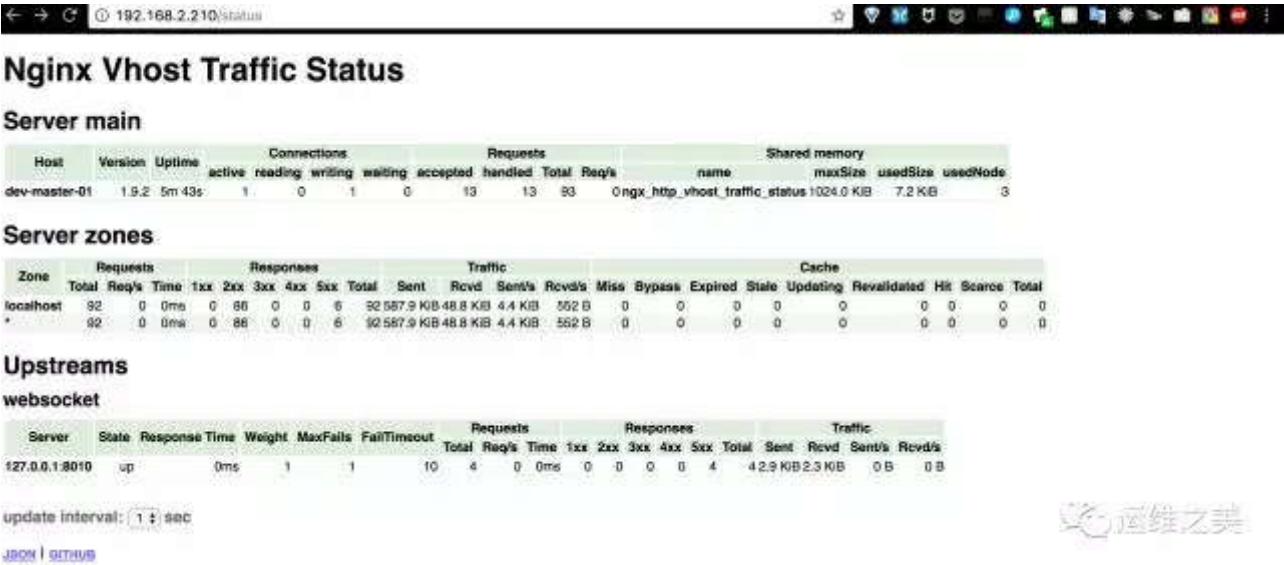 192.168.2.210/status
Nginx Vhost Traffic Status
Server main
Host Version Uptime Connections Requests Shared memory
active reading writing waiting accepted handled Total Req/s name maxSize usedSize usedNode
dev-master-01 1.9.2 5m 43s 1 0 1 0 13 13 93 0 ngx_http_vhost_traffic_status 1024.0 KiB 7.2 KiB 3
Server zones
Zone Requests Responses Traffic Cache
Total Req/s Time 1xx 2xx 3xx 4xx 5xx Total Sent Rcvd Sent/s Rcvd/s Miss Bypass Expired Stale Updating Revalidated Hit Scarce Total
localhost 92 0 0ms 0 86 0 0 6 92 587.9 KiB 48.8 KiB 4.4 KiB 552 B 0 0 0 0 0 0 0 0 0
* 92 0 0ms 0 86 0 0 6 92 587.9 KiB 48.8 KiB 4.4 KiB 552 B 0 0 0 0 0 0 0 0 0
Upstreams
websocket
Server State Response Time Weight MaxFails FailTimeout Requests Responses Traffic
Total Req/s Time 1xx 2xx 3xx 4xx 5xx Total Sent Rcvd Sent/s Rcvd/s
127.0.0.1:8010 up 0ms 1 1 10 4 0 0ms 0 0 0 0 4 4 2.9 KiB 2.3 KiB 0 B 0 B
update interval: 1 sec
JSON | GITHUB
运维之美